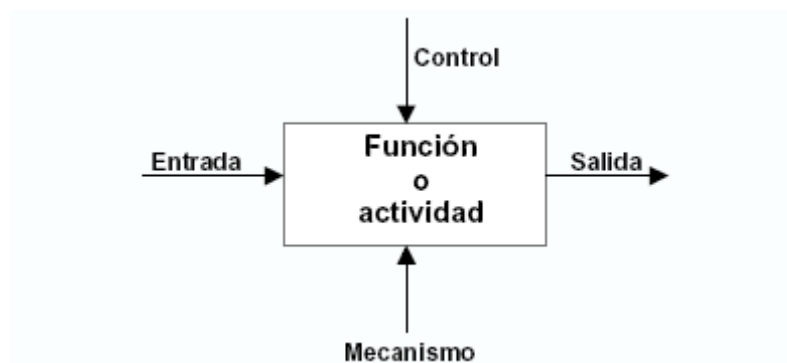 Control
Entrada
Función
o
actividad
Salida
Mecanismo